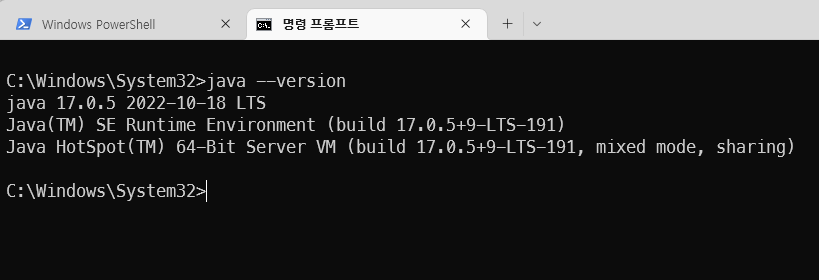 Windows PowerShell
명령 프롬프트
C:\Windows\System32>java --version
java 17.0.5 2022-10-18 LTS
Java(TM) SE Runtime Environment (build 17.0.5+9-LTS-191)
Java HotSpot(TM) 64-Bit Server VM (build 17.0.5+9-LTS-191, mixed mode, sharing)
C:\Windows\System32>